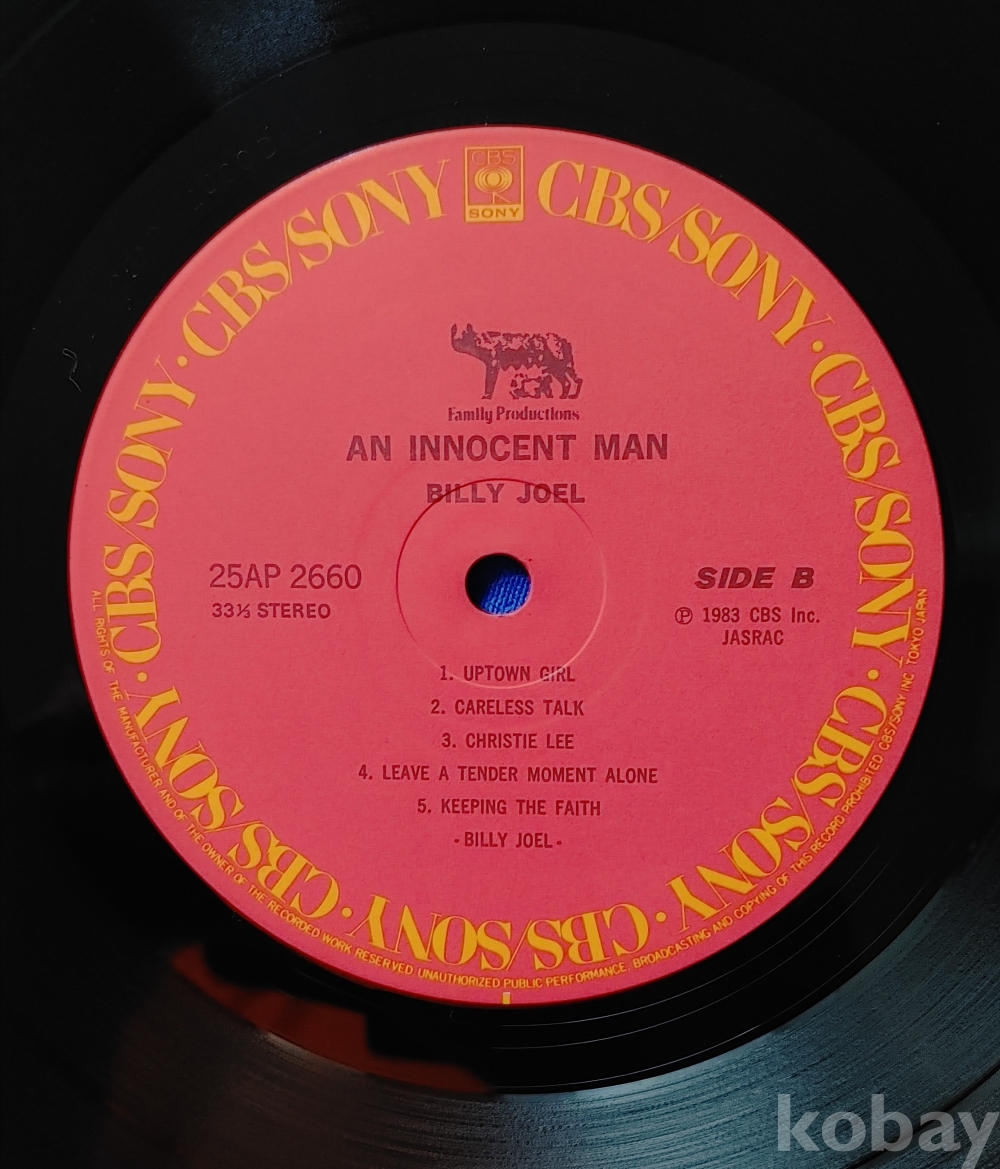 CBS
SONY
CBS/SONY · CBS/SONY · CBS/SONY · CBS/SONY · CBS/SONY · CBS/SONY · CBS/SONY · CBS/SONY
Family Productions
AN INNOCENT MAN
BILLY JOEL
25AP 2660
33⅓ STEREO
SIDE B
Ⓟ 1983 CBS Inc.
JASRAC
1. UPTOWN GIRL
2. CARELESS TALK
3. CHRISTIE LEE
4. LEAVE A TENDER MOMENT ALONE
5. KEEPING THE FAITH
-BILLY JOEL-
ALL RIGHTS OF THE MANUFACTURER AND OF THE OWNER OF THE RECORDED WORK RESERVED UNAUTHORIZED PUBLIC PERFORMANCE, BROADCASTING AND COPYING OF THIS RECORD PROHIBITED CBS/SONY INC TOKYO JAPAN
kobay